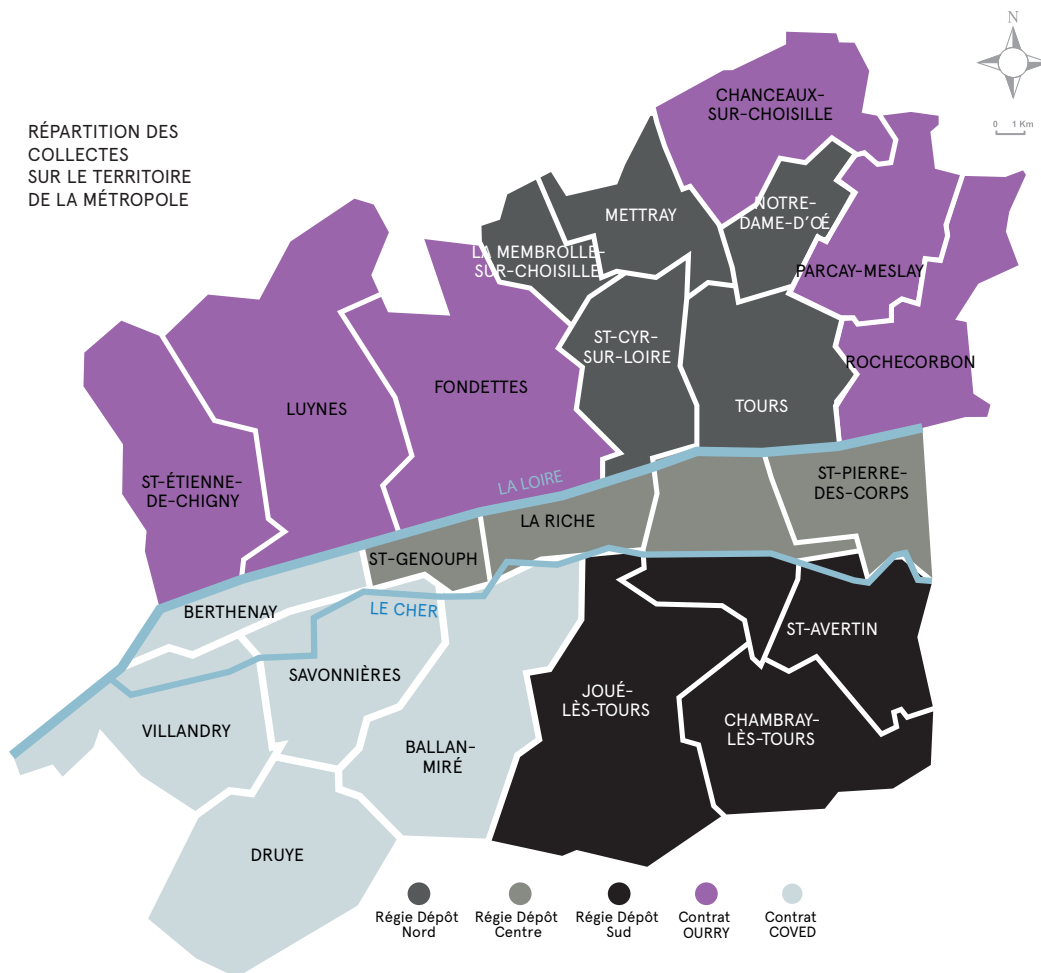 N
0 1 Km
RÉPARTITION DES
COLLECTES
SUR LE TERRITOIRE
DE LA MÉTROPOLE
CHANCEAUX-
SUR-CHOISILLE
METTRAY
NOTRE-
DAME-D'OÉ
LA MEMBROLLE-
SUR-CHOISILLE
PARCAY-MESLAY
ST-CYR-
SUR-LOIRE
ROCHECORBON
FONDETTES
LUYNES
TOURS
ST-ÉTIENNE-
DE-CHIGNY
LA LOIRE
ST-PIERRE-
DES-CORPS
LA RICHE
ST-GENOUPH
BERTHENAY
LE CHER
ST-AVERTIN
SAVONNIÈRES
JOUÉ-
LÈS-TOURS
VILLANDRY
CHAMBRAY-
LÈS-TOURS
BALLAN-
MIRÉ
DRUYE
Régie Dépôt
Nord
Régie Dépôt
Centre
Régie Dépôt
Sud
Contrat
OURRY
Contrat
COVED